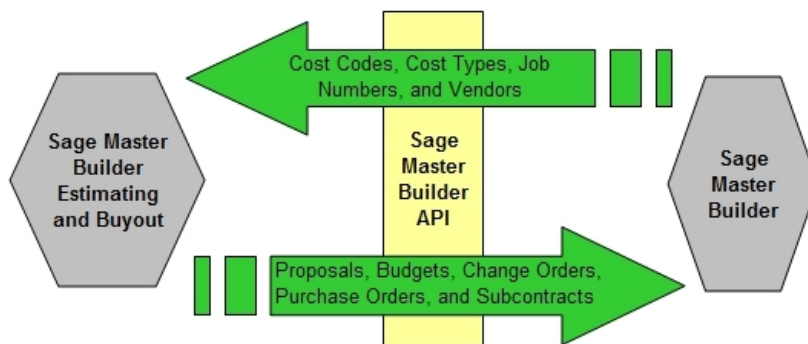 Cost Codes, Cost Types, Job
Numbers, and Vendors
Sage Master
Builder
Estimating
and Buyout
Sage
Master
Builder
API
Sage
Master
Builder
Proposals, Budgets, Change Orders,
Purchase Orders, and Subcontracts